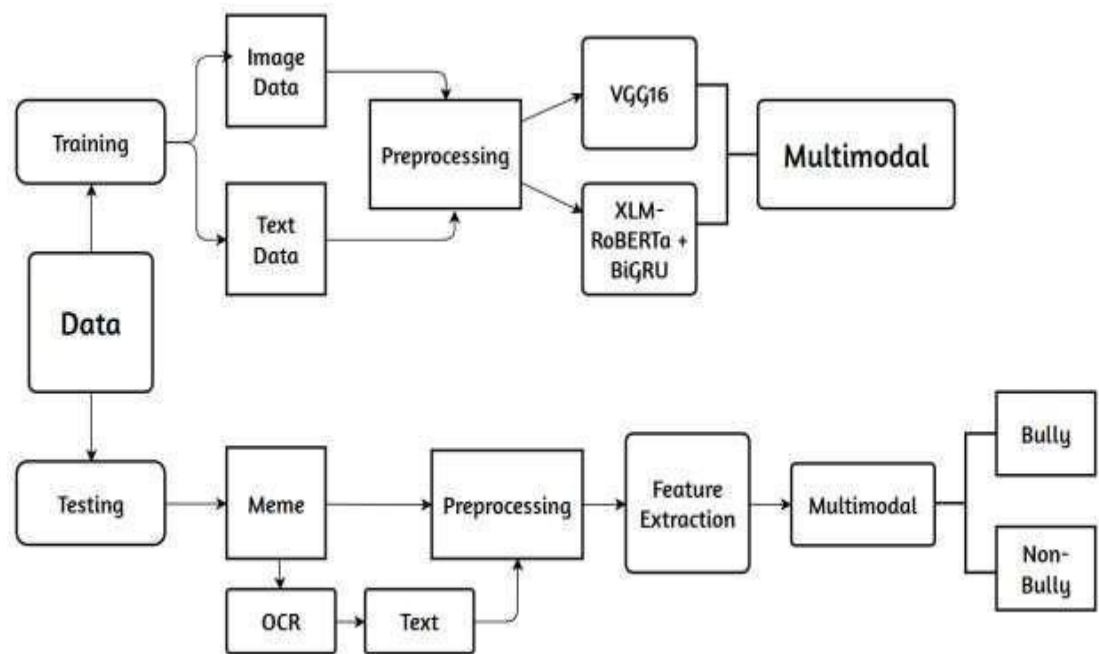 Image
Data
VGG16
Training
Preprocessing
Multimodal
Text
Data
XLM-
RoBERTa +
BiGRU
Data
Bully
Testing
Meme
Preprocessing
Feature
Extraction
Multimodal
Non-
Bully
OCR
Text